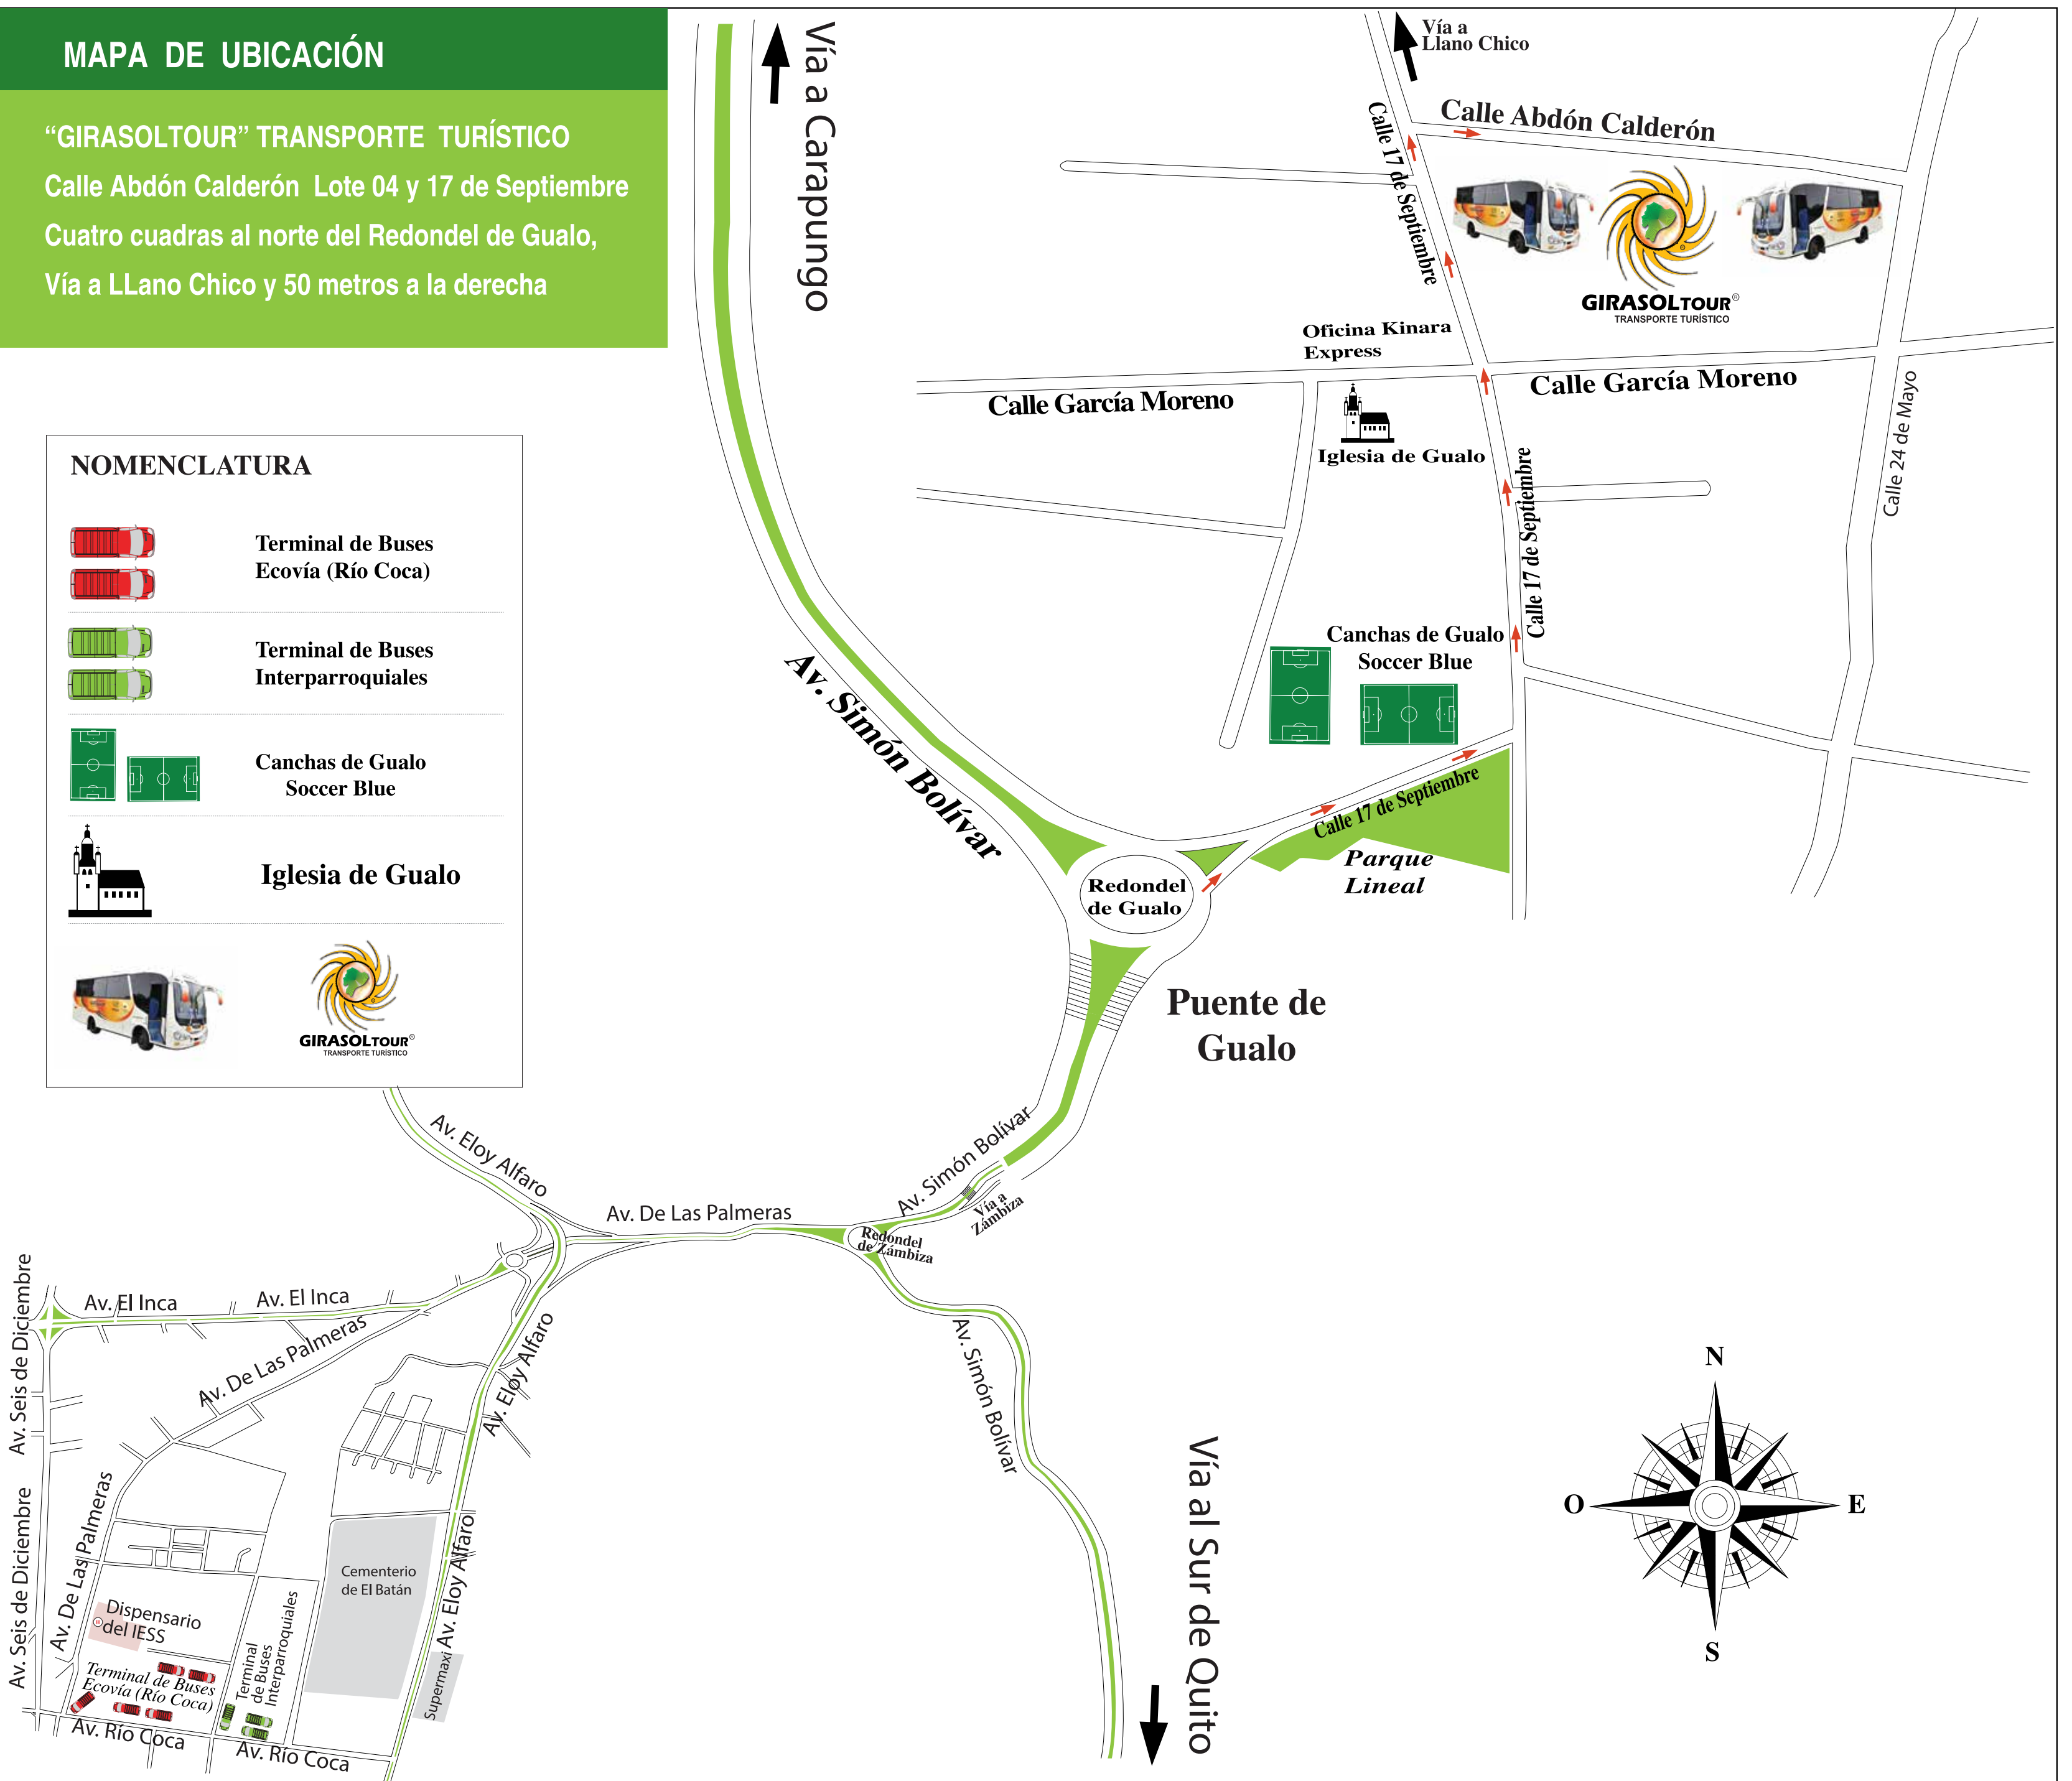 MAPA DE UBICACIÓN
“GIRASOLTOUR” TRANSPORTE TURÍSTICO
Calle Abdón Calderón Lote 04 y 17 de Septiembre
Cuatro cuadras al norte del Redondel de Gualo,
Vía a LLano Chico y 50 metros a la derecha
Vía a Carapungo
Vía a
Llano Chico
Calle Abdón Calderón
Calle 17 de Septiembre
GIRASOLTOUR®
TRANSPORTE TURÍSTICO
Oficina Kinara
Express
Calle García Moreno
Calle García Moreno
Iglesia de Gualo
Calle 24 de Mayo
Calle 17 de Septiembre
Canchas de Gualo
Soccer Blue
Av. Simón Bolívar
Calle 17 de Septiembre
Parque
Lineal
Redondel
de Gualo
Puente de
Gualo
NOMENCLATURA
Terminal de Buses
Ecovía (Río Coca)
Terminal de Buses
Interparroquiales
Canchas de Gualo
Soccer Blue
Iglesia de Gualo
GIRASOLTOUR®
TRANSPORTE TURÍSTICO
Av. Eloy Alfaro
Av. De Las Palmeras
Av. Simón Bolívar
Vía a
Zámbiza
Redondel
de Zámbiza
Av. Seis de Diciembre
Av. El Inca
Av. El Inca
Av. De Las Palmeras
Av. Eloy Alfaro
Av. Simón Bolívar
Vía al Sur de Quito
Av. Seis de Diciembre
Av. De Las Palmeras
Cementerio
de El Batán
Av. Eloy Alfaro
Dispensario
del IESS
Terminal de Buses
Ecovía (Río Coca)
Terminal
de Buses
Interparroquiales
Supermaxi
Av. Río Coca
Av. Río Coca
N
O
E
S